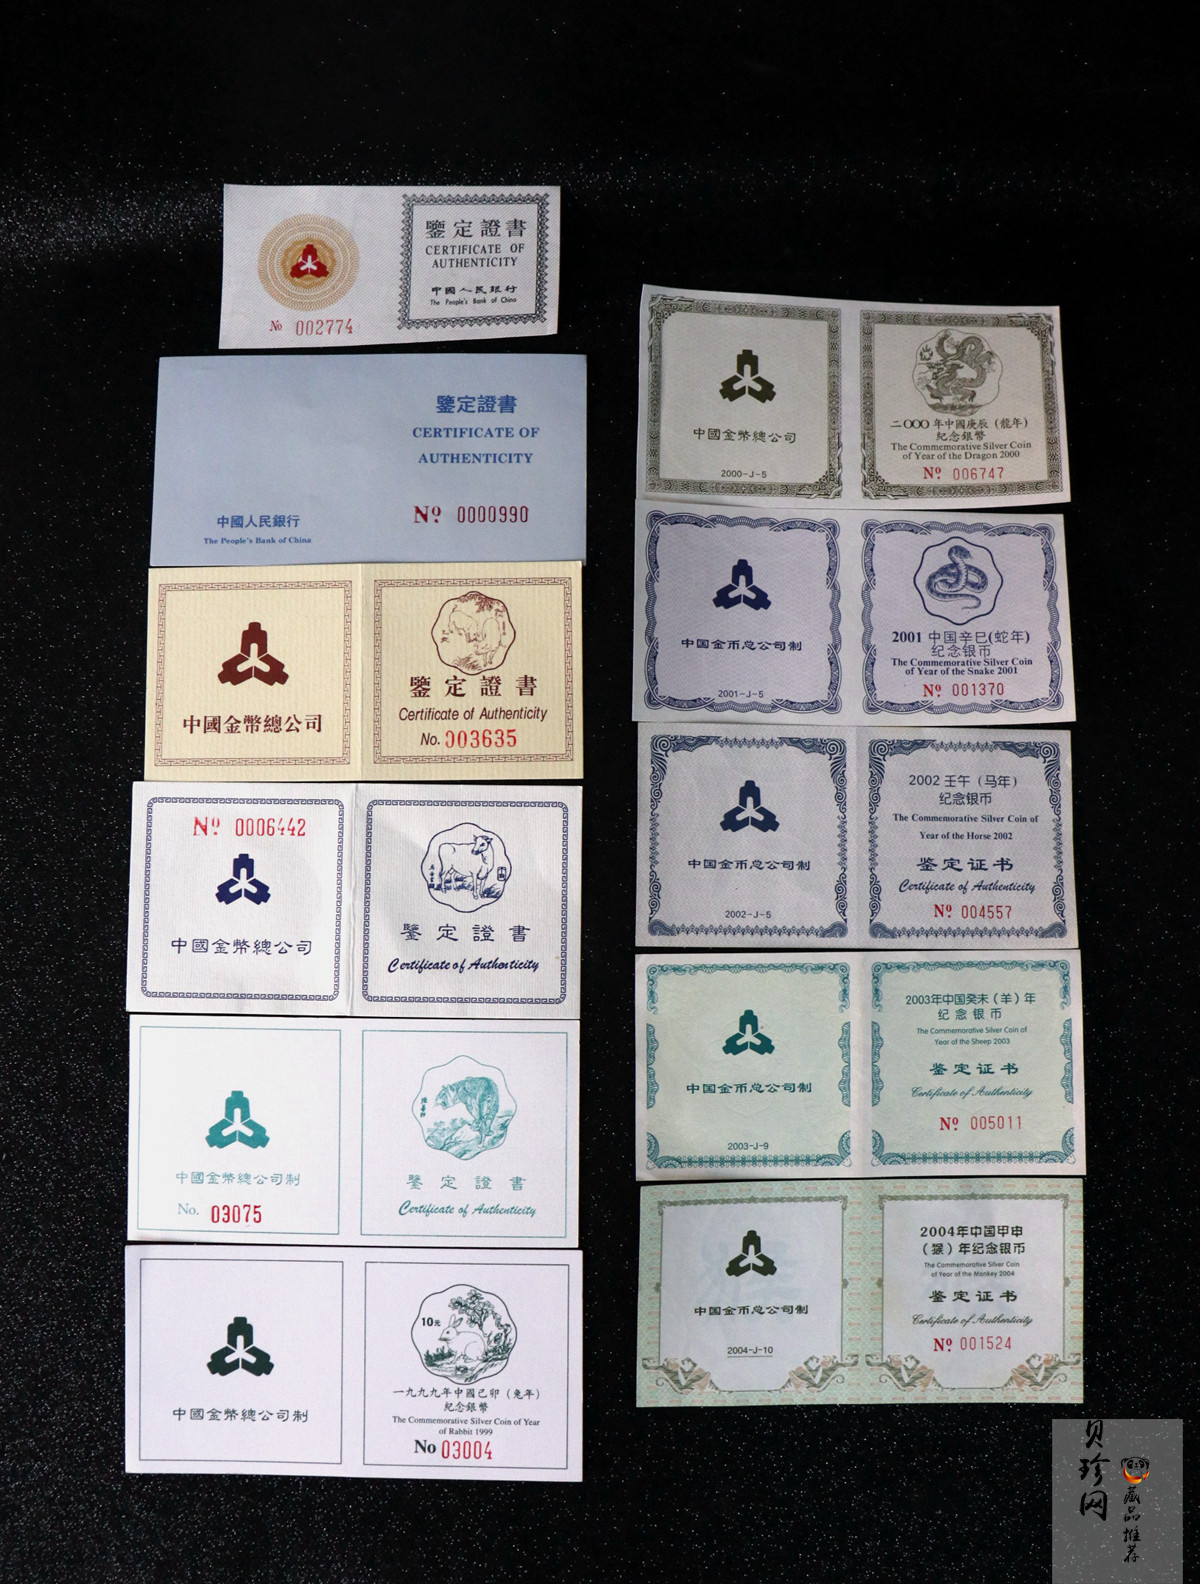 鑒定證書
CERTIFICATE OF
AUTHENTICITY
中國人民銀行
The People's Bank of China
№ 002774
鑒定證書
CERTIFICATE OF
AUTHENTICITY
Nº 0000990
中國人民銀行
The People's Bank of China
中國金幣總公司
鑒定證書
Certificate of Authenticity
No. 003635
Nº 0006442
中國金幣總公司
鑒定證書
Certificate of Authenticity
中國金幣總公司制
No. 03075
鑒定證書
Certificate of Authenticity
中國金幣總公司制
10元
一九九九年中國己卯（兔年）
紀念銀幣
The Commemorative Silver Coin of Year
of Rabbit 1999
No 03004
中國金幣總公司
2000-J-5
二〇〇〇年中國庚辰（龍年）
紀念銀幣
The Commemorative Silver Coin
of Year of the Dragon 2000
Nº 006747
中国金币总公司制
2001-J-5
2001 中国辛巳(蛇年)
纪念银币
The Commemorative Silver Coin
of Year of the Snake 2001
Nº 001370
中国金币总公司制
2002-J-5
2002 壬午（马年）
纪念银币
The Commemorative Silver Coin of
Year of the Horse 2002
鉴定证书
Certificate of Authenticity
Nº 004557
中国金币总公司制
2003-J-9
2003年中国癸未（羊）年
纪念银币
The Commemorative Silver Coin of
Year of the Sheep 2003
鉴定证书
Certificate of Authenticity
Nº 005011
中国金币总公司制
2004-J-10
2004年中国甲申
（猴）年纪念银币
The Commemorative Silver Coin
of Year of the Monkey 2004
鉴定证书
Certificate of Authenticity
Nº 001524
贝珍网
藏品推荐